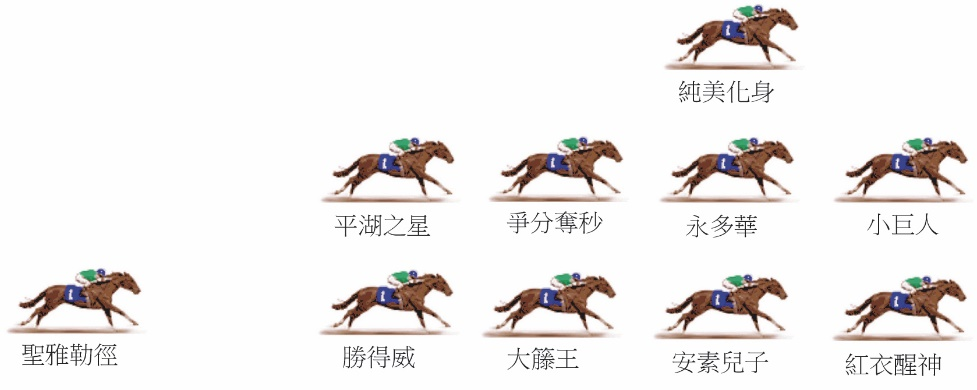 純美化身
平湖之星 爭分奪秒 永多華 小巨人
聖雅勒徑 勝得威 大籐王 安素兒子 紅衣醒神